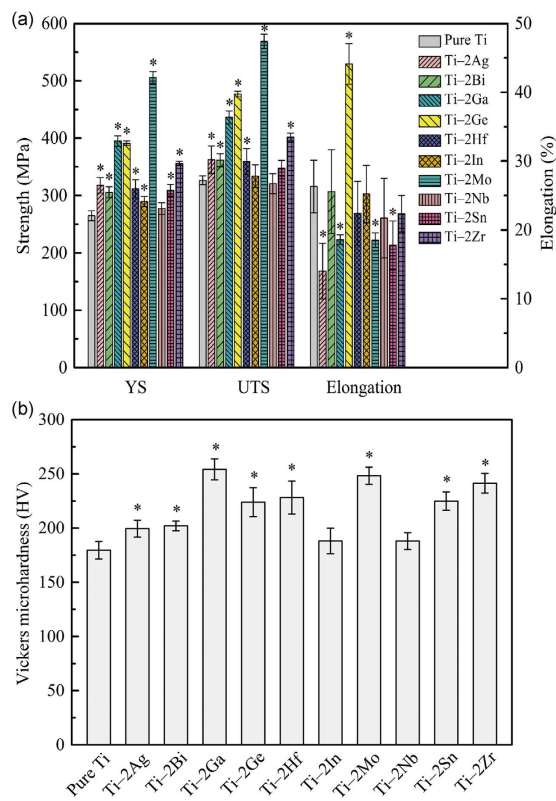 (a)
600
500
400
300
200
100
0
Strength (MPa)
50
40
30
20
10
0
Elongation (%)
Pure Ti
Ti–2Ag
Ti–2Bi
Ti–2Ga
Ti–2Ge
Ti–2Hf
Ti–2In
Ti–2Mo
Ti–2Nb
Ti–2Sn
Ti–2Zr
* * * * * * * * *
* * * * * * *
* * * * *
YS UTS Elongation
(b)
300
250
200
150
100
50
0
Vickers microhardness (HV)
* * * * * * * *
Pure Ti Ti–2Ag Ti–2Bi Ti–2Ga Ti–2Ge Ti–2Hf Ti–2In Ti–2Mo Ti–2Nb Ti–2Sn Ti–2Zr